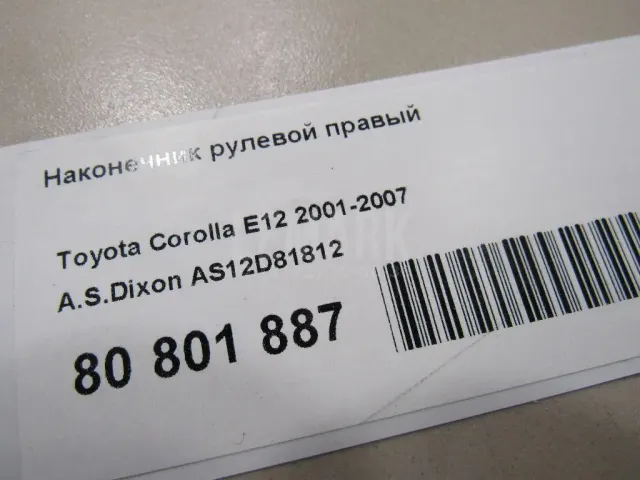 Наконечник рулевой правый
Toyota Corolla E12 2001-2007
A.S.Dixon AS12D81812
80 801 887